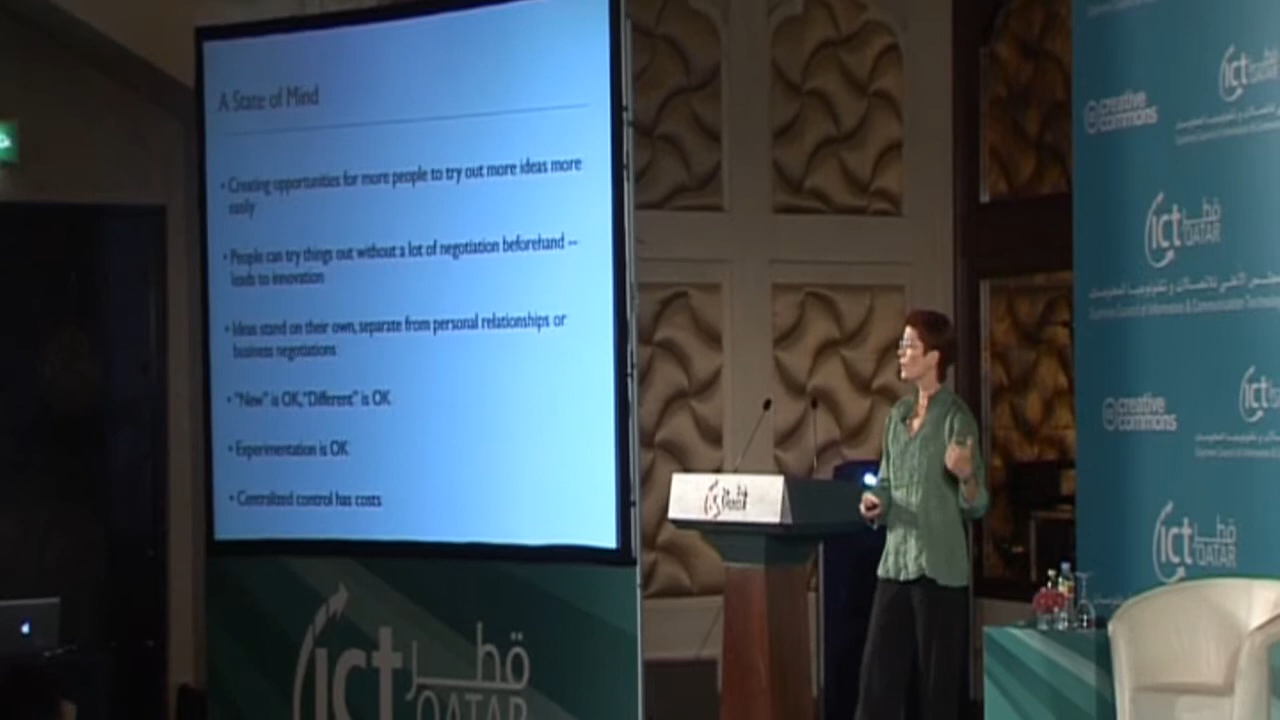 A State of Mind
• Creating opportunities for more people to try out more ideas more
easily
• People can try things out without a lot of negotiation beforehand --
leads to innovation
• Ideas stand on their own, separate from personal relationships or
business negotiations
• "New" is OK, "Different" is OK
• Experimentation is OK
• Centralized control has costs
ict QATAR
قطر
creative
commons
ict
ict قطر
QATAR
creative
commons
ict
ict قطر
QATAR